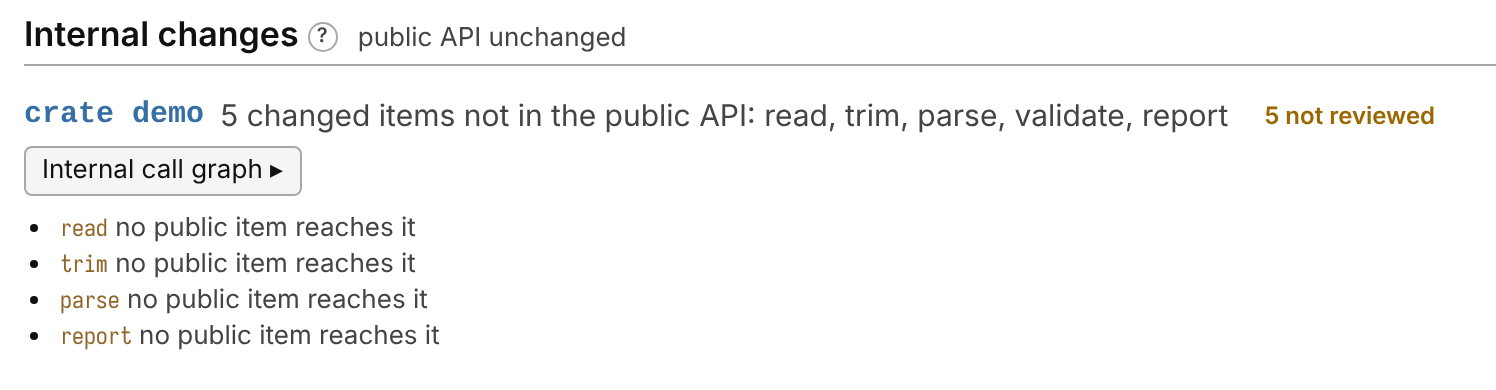 Internal changes ? public API unchanged
crate demo 5 changed items not in the public API: read, trim, parse, validate, report 5 not reviewed
Internal call graph ▸
• read no public item reaches it
• trim no public item reaches it
• parse no public item reaches it
• report no public item reaches it